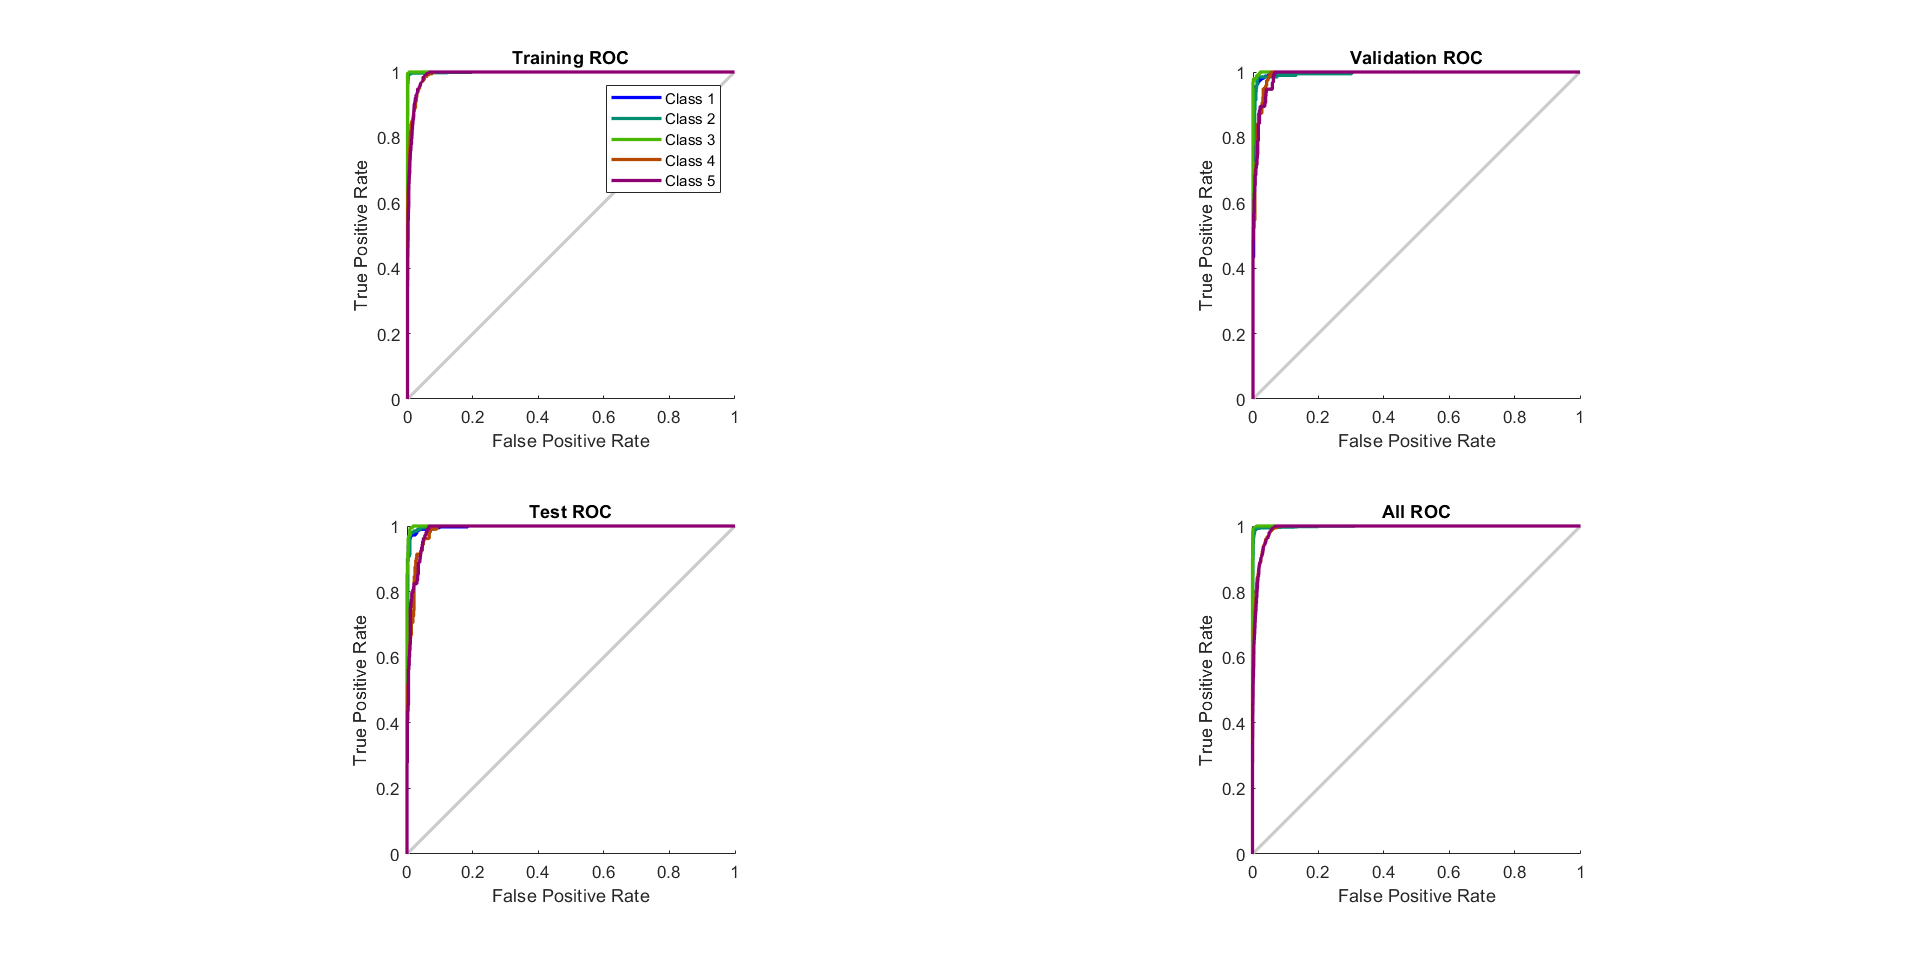 Training ROC
1
0.8
0.6
0.4
0.2
0
True Positive Rate
Class 1
Class 2
Class 3
Class 4
Class 5
0 0.2 0.4 0.6 0.8 1
False Positive Rate
Validation ROC
1
0.8
0.6
0.4
0.2
0
True Positive Rate
0 0.2 0.4 0.6 0.8 1
False Positive Rate
Test ROC
1
0.8
0.6
0.4
0.2
0
True Positive Rate
0 0.2 0.4 0.6 0.8 1
False Positive Rate
All ROC
1
0.8
0.6
0.4
0.2
0
True Positive Rate
0 0.2 0.4 0.6 0.8 1
False Positive Rate